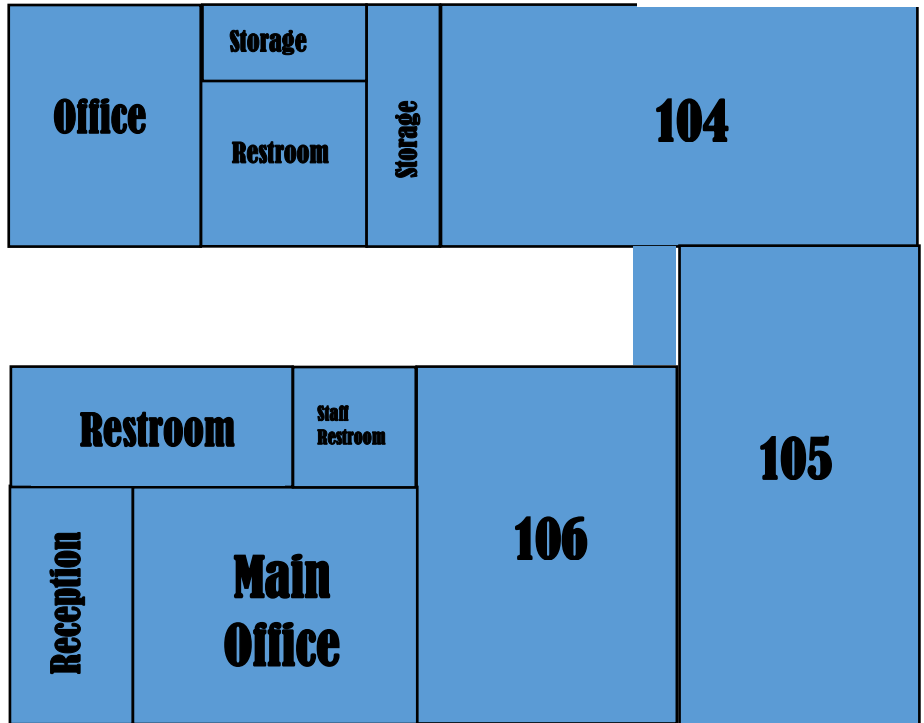 Storage
Office
Restroom
Storage
104
Restroom
Staff
Restroom
105
106
Reception
Main
Office